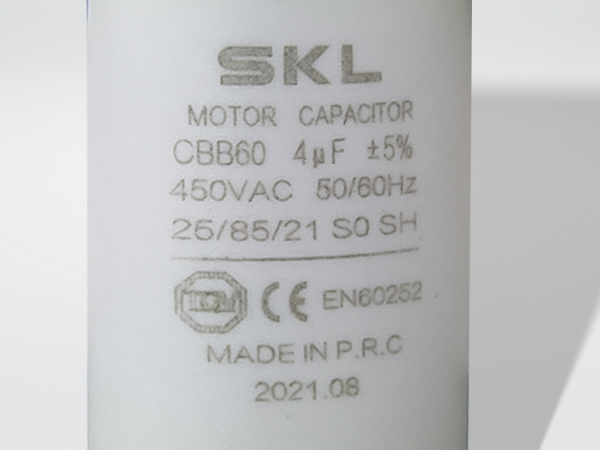 SKL
MOTOR CAPACITOR
CBB60 4μF ±5%
450VAC 50/60Hz
25/85/21 S0 SH
CE EN60252
MADE IN P.R.C
2021.08